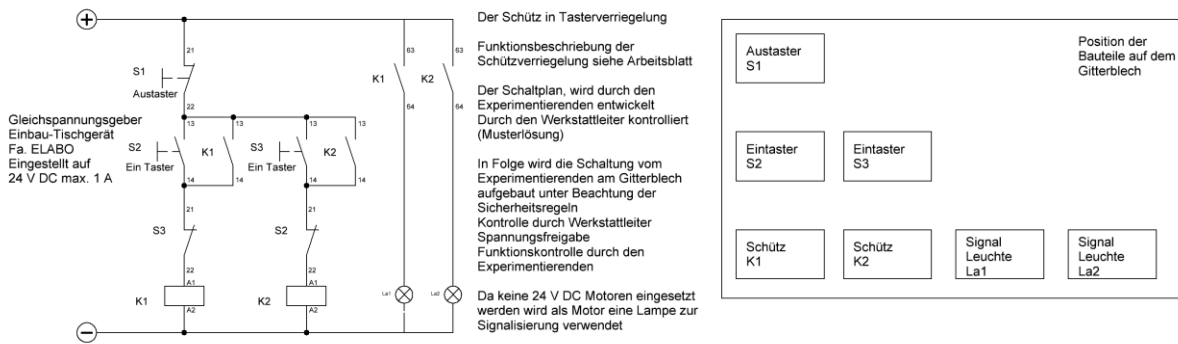 Gleichspannungsgeber
Einbau-Tischgerät
Fa. ELABO
Eingestellt auf
24 V DC max. 1 A
21
S1
Austaster
22
13
S2
Ein Taster
14
13
K1
14
13
S3
Ein Taster
14
13
K2
14
21
S3
22
21
S2
22
A1
K1
A2
A1
K2
A2
63
K1
64
63
K2
64
La1
La2
Der Schütz in Tasterverriegelung
Funktionsbeschriebung der
Schützverriegelung siehe Arbeitsblatt
Der Schaltplan, wird durch den
Experimentierenden entwickelt
Durch den Werkstattleiter kontrolliert
(Musterlösung)
In Folge wird die Schaltung vom
Experimentierenden am Gitterblech
aufgebaut unter Beachtung der
Sicherheitsregeln
Kontrolle durch Werkstattleiter
Spannungsfreigabe
Funktionskontrolle durch den
Experimentierenden
Da keine 24 V DC Motoren eingesetzt
werden wird als Motor eine Lampe zur
Signalisierung verwendet
Austaster
S1
Position der
Bauteile auf dem
Gitterblech
Eintaster
S2
Eintaster
S3
Schütz
K1
Schütz
K2
Signal
Leuchte
La1
Signal
Leuchte
La2